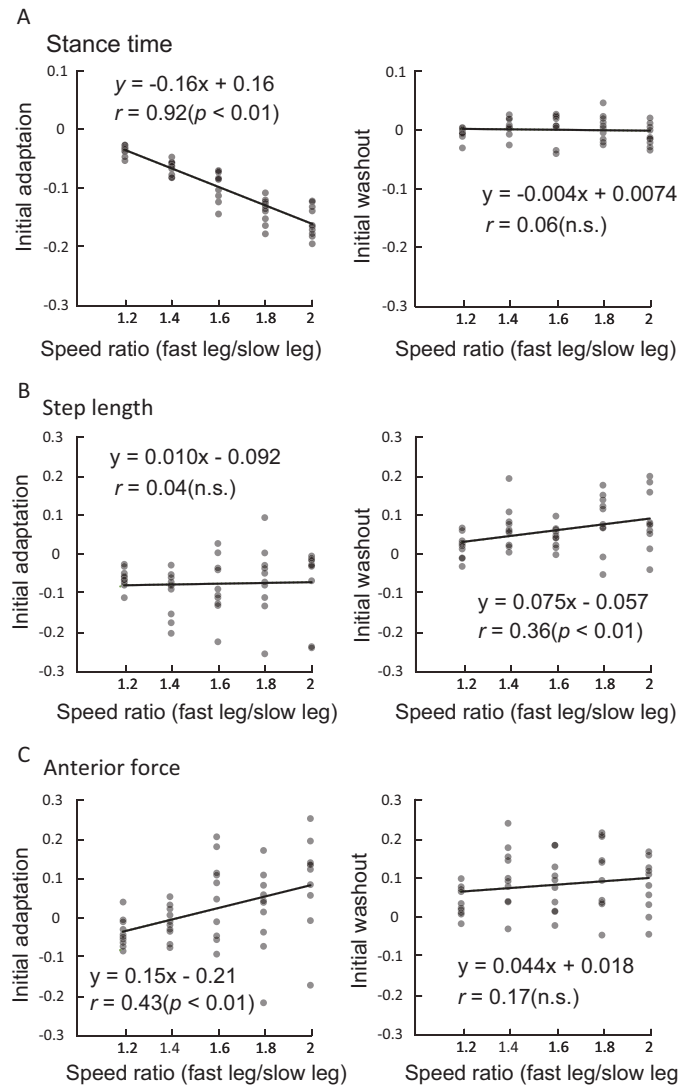 A
Stance time
y = -0.16x + 0.16
r = 0.92(p < 0.01)
Initial adaptaion
0.1
0
-0.1
-0.2
-0.3
1.2 1.4 1.6 1.8 2
Speed ratio (fast leg/slow leg)
Initial washout
0.1
0
-0.1
-0.2
-0.3
y = -0.004x + 0.0074
r = 0.06(n.s.)
1.2 1.4 1.6 1.8 2
Speed ratio (fast leg/slow leg)
B
Step length
y = 0.010x - 0.092
r = 0.04(n.s.)
Initial adaptation
0.3
0.2
0.1
0
-0.1
-0.2
-0.3
1.2 1.4 1.6 1.8 2
Speed ratio (fast leg/slow leg)
Initial washout
0.3
0.2
0.1
0
-0.1
-0.2
-0.3
y = 0.075x - 0.057
r = 0.36(p < 0.01)
1.2 1.4 1.6 1.8 2
Speed ratio (fast leg/slow leg)
C
Anterior force
Initial adaptation
0.3
0.2
0.1
0
-0.1
-0.2
-0.3
y = 0.15x - 0.21
r = 0.43(p < 0.01)
1.2 1.4 1.6 1.8 2
Speed ratio (fast leg/slow leg)
Initial washout
0.3
0.2
0.1
0
-0.1
-0.2
-0.3
y = 0.044x + 0.018
r = 0.17(n.s.)
1.2 1.4 1.6 1.8 2
Speed ratio (fast leg/slow leg)